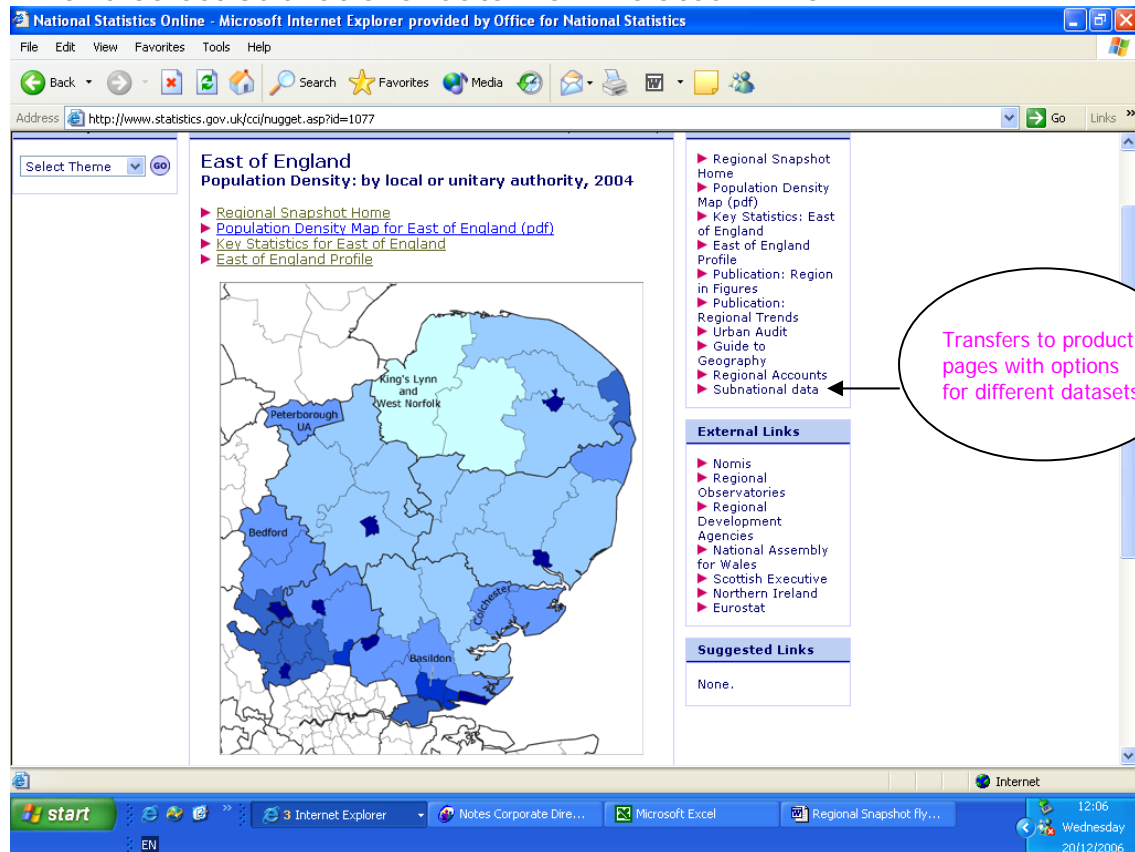 National Statistics Online - Microsoft Internet Explorer provided by Office for National Statistics
File Edit View Favorites Tools Help
Back Search Favorites Media
Address http://www.statistics.gov.uk/cci/nugget.asp?id=1077 Go Links »
Select Theme GO
East of England
Population Density: by local or unitary authority, 2004
Regional Snapshot Home
Population Density Map for East of England (pdf)
Key Statistics for East of England
East of England Profile
King's Lynn
and
West Norfolk
Peterborough
UA
Bedford
Colchester
Basildon
Regional Snapshot
Home
Population Density
Map (pdf)
Key Statistics: East
of England
East of England
Profile
Publication: Region
in Figures
Publication:
Regional Trends
Urban Audit
Guide to
Geography
Regional Accounts
Subnational data
Transfers to product
pages with options
for different datasets
External Links
Nomis
Regional
Observatories
Regional
Development
Agencies
National Assembly
for Wales
Scottish Executive
Northern Ireland
Eurostat
Suggested Links
None.
Internet
start » 3 Internet Explorer Notes Corporate Dire... Microsoft Excel Regional Snapshot fly... 12:06
Wednesday
EN 20/12/2006